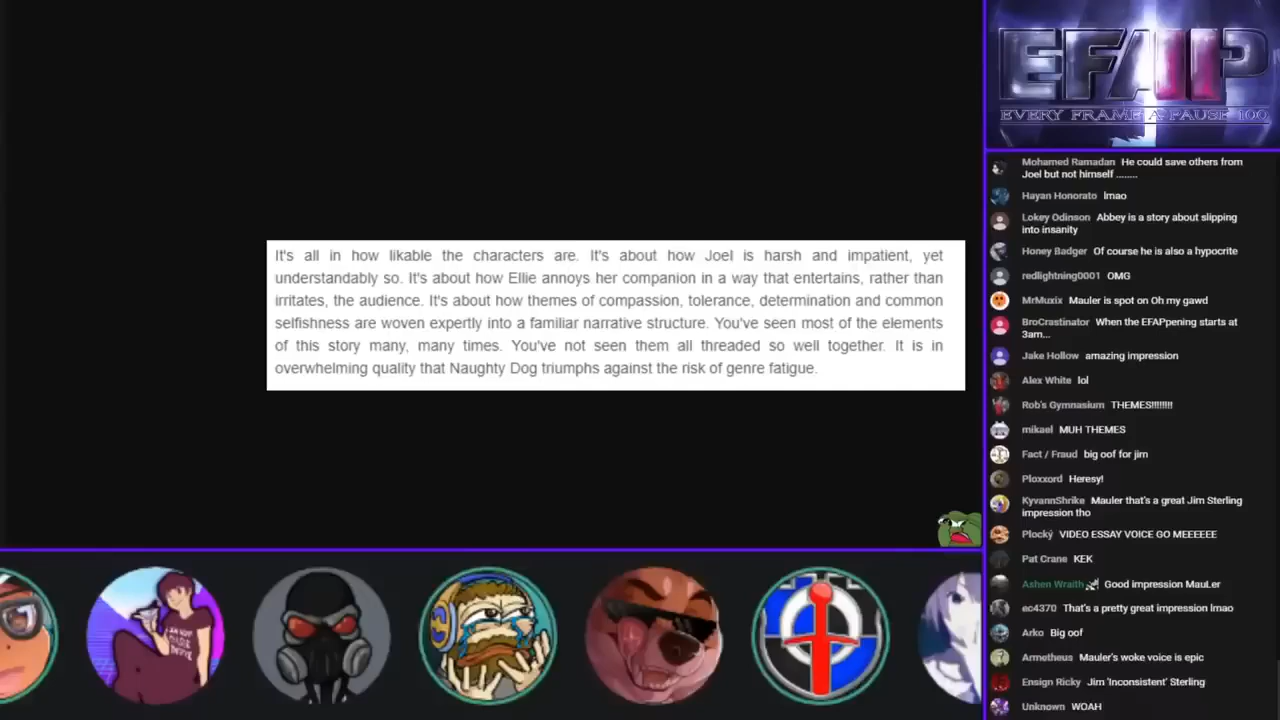 EFAP
EVERY FRAME A PAUSE 100
It's all in how likable the characters are. It's about how Joel is harsh and impatient, yet
understandably so. It's about how Ellie annoys her companion in a way that entertains, rather than
irritates, the audience. It's about how themes of compassion, tolerance, determination and common
selfishness are woven expertly into a familiar narrative structure. You've seen most of the elements
of this story many, many times. You've not seen them all threaded so well together. It is in
overwhelming quality that Naughty Dog triumphs against the risk of genre fatigue.
Mohamed Ramadan He could save others from
Joel but not himself ........
Hayan Honorato lmao
Lokey Odinson Abbey is a story about slipping
into insanity
Honey Badger Of course he is also a hypocrite
redlightning0001 OMG
MrMuxix Mauler is spot on Oh my gawd
BroCrastinator When the EFAPpening starts at
3am...
Jake Hollow amazing impression
Alex White lol
Rob's Gymnasium THEMES!!!!!!!!
mikael MUH THEMES
Fact / Fraud big oof for jim
Ploxxord Heresy!
KyvannShrike Mauler that's a great Jim Sterling
impression tho
Plocký VIDEO ESSAY VOICE GO MEEEEEE
Pat Crane KEK
Ashen Wraith Good impression MauLer
ec4370 That's a pretty great impression lmao
Arko Big oof
Armetheus Mauler's woke voice is epic
Ensign Ricky Jim 'Inconsistent' Sterling
Unknown WOAH